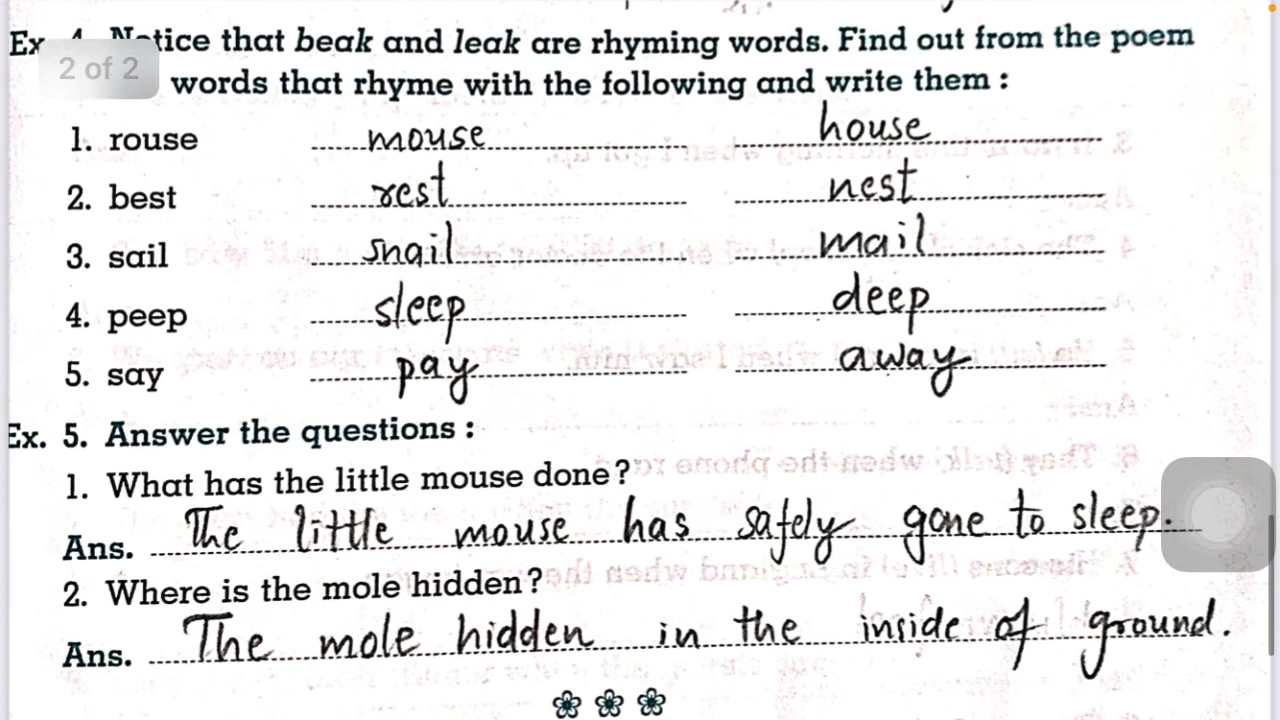 Ex. 4. Notice that beak and leak are rhyming words. Find out from the poem
2 of 2
words that rhyme with the following and write them :
1. rouse mouse house
2. best rest nest
3. sail snail mail
4. peep sleep deep
5. say pay away
Ex. 5. Answer the questions :
1. What has the little mouse done?
Ans. The little mouse has safely gone to sleep.
2. Where is the mole hidden?
Ans. The mole hidden in the inside of ground.